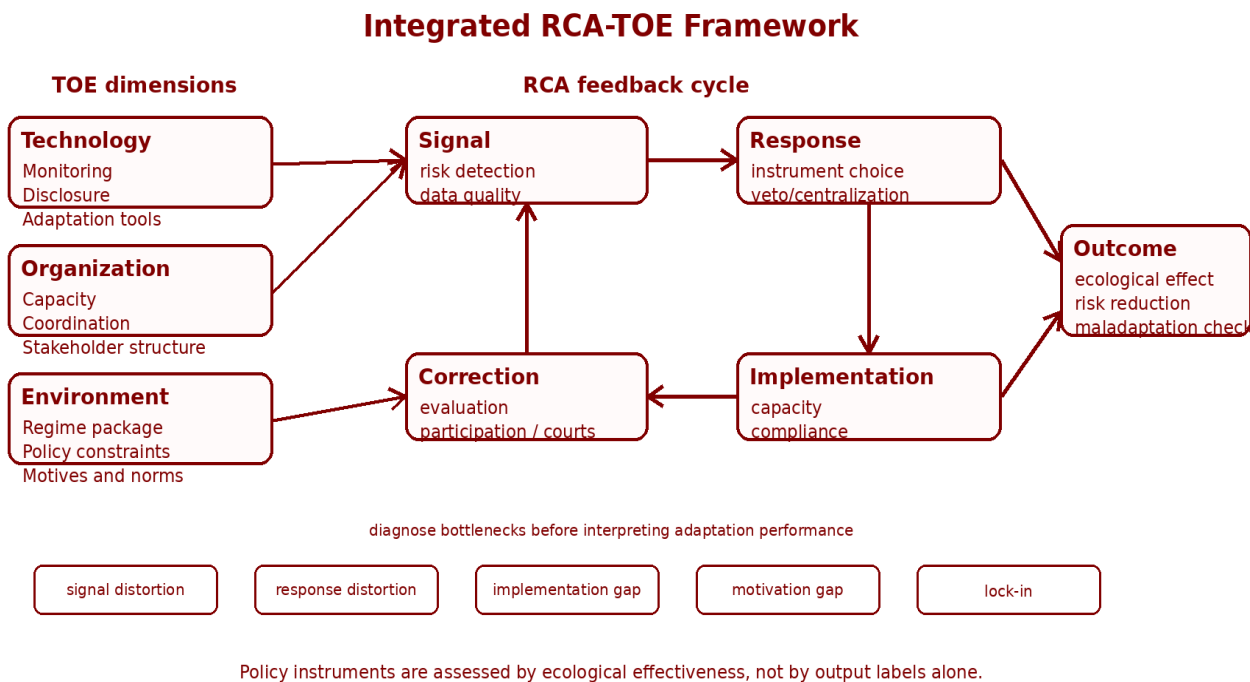 Integrated RCA-TOE Framework
TOE dimensions
RCA feedback cycle
Technology
Monitoring
Disclosure
Adaptation tools
Organization
Capacity
Coordination
Stakeholder structure
Environment
Regime package
Policy constraints
Motives and norms
Signal
risk detection
data quality
Response
instrument choice
veto/centralization
Correction
evaluation
participation / courts
Implementation
capacity
compliance
Outcome
ecological effect
risk reduction
maladaptation check
diagnose bottlenecks before interpreting adaptation performance
signal distortion
response distortion
implementation gap
motivation gap
lock-in
Policy instruments are assessed by ecological effectiveness, not by output labels alone.